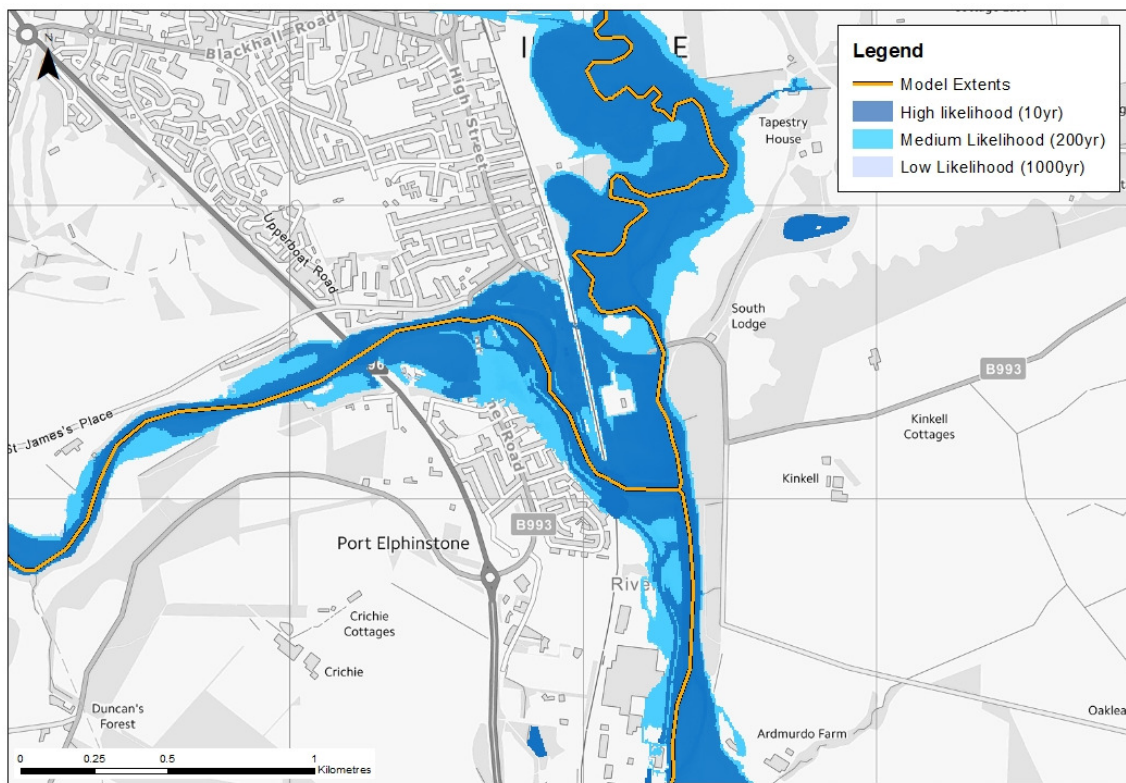 Blackhall Road
N
High Street
Legend
Model Extents
High likelihood (10yr)
Medium Likelihood (200yr)
Low Likelihood (1000yr)
Tapestry
House
Upperboat Road
South
Lodge
B993
St James's Place
Kinkell
Cottages
Kinkell
B993
Port Elphinstone
River
Crichie
Cottages
Crichie
Duncan's
Forest
Ardmurdo Farm
0 0.25 0.5 1
Kilometres